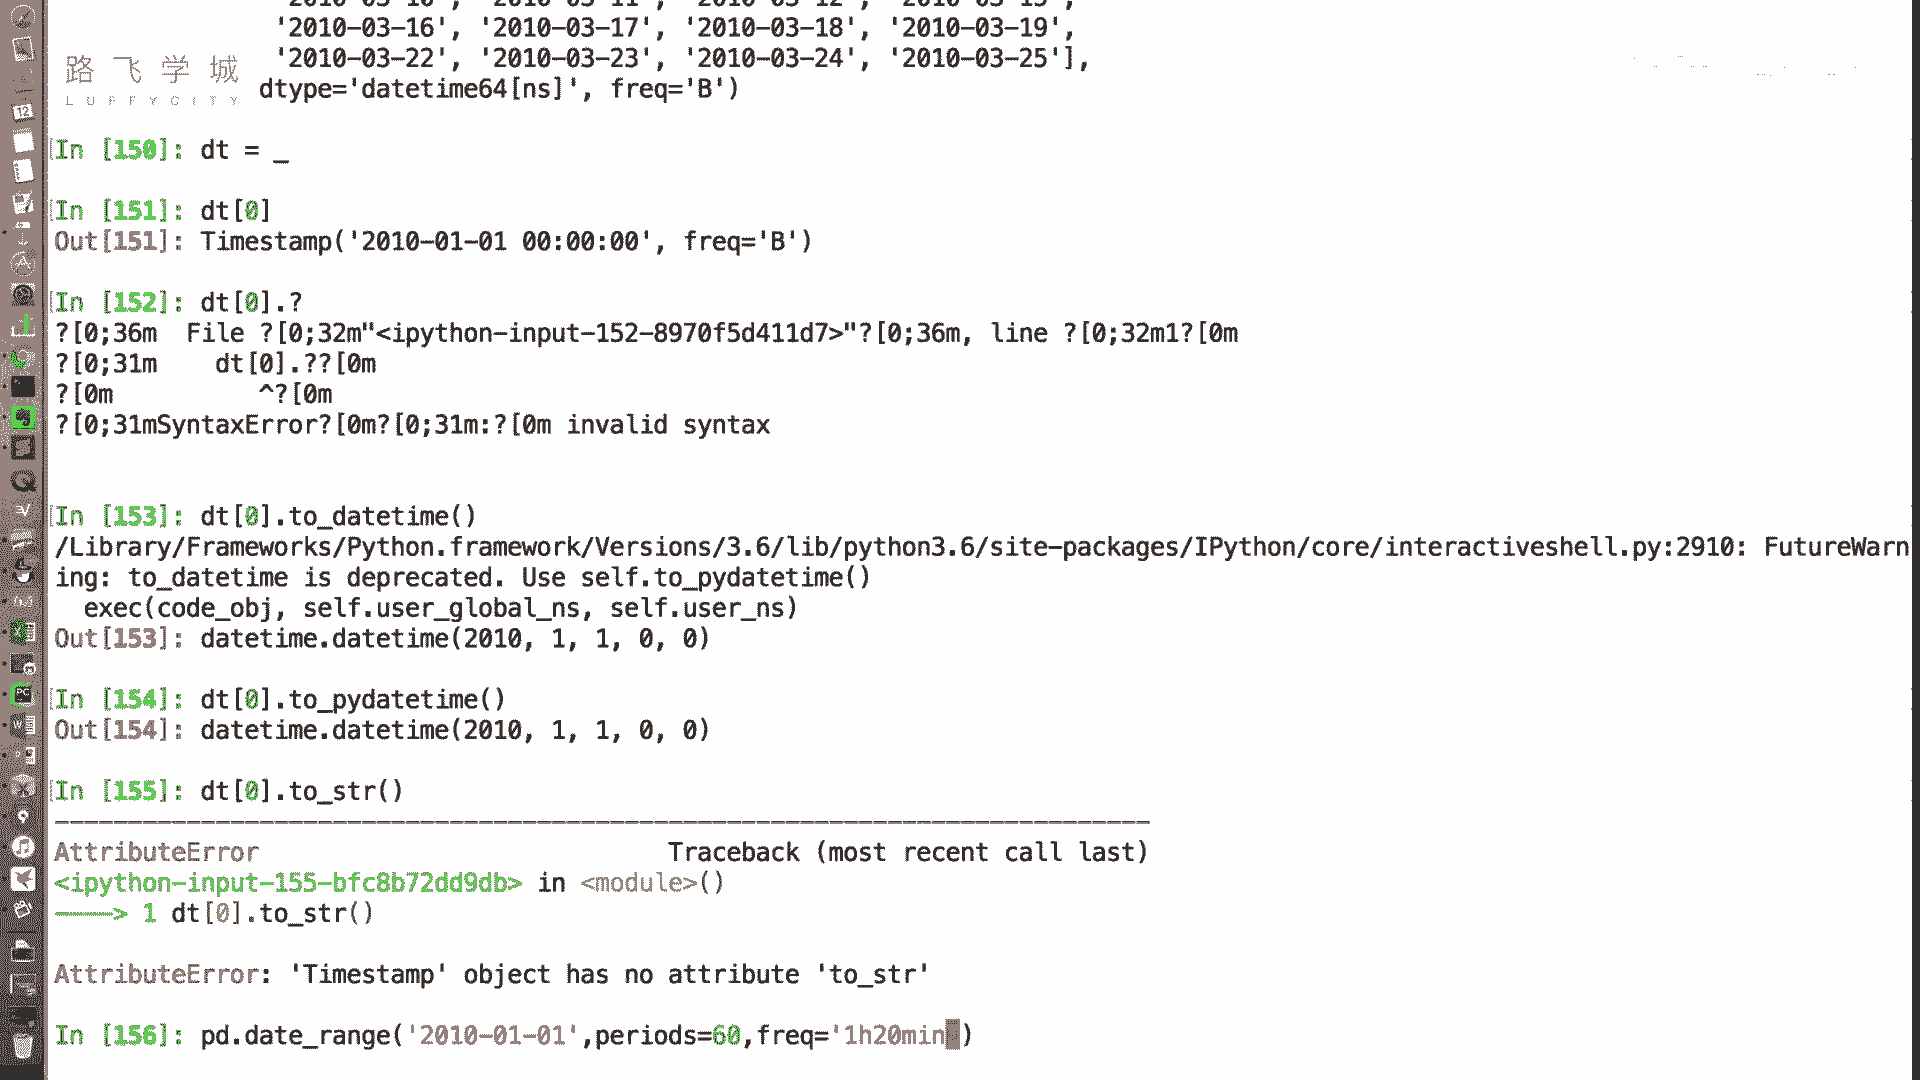 '2010-03-16', '2010-03-17', '2010-03-18', '2010-03-19',
'2010-03-22', '2010-03-23', '2010-03-24', '2010-03-25'],
路飞学城
LUFFYCITY
dtype='datetime64[ns]', freq='B')
In [150]: dt = _
In [151]: dt[0]
Out[151]: Timestamp('2010-01-01 00:00:00', freq='B')
In [152]: dt[0].?
?[0;36m  File ?[0;32m"<ipython-input-152-8970f5d411d7>"?[0;36m, line ?[0;32m1?[0m
?[0;31m    dt[0].??[0m
?[0m          ^?[0m
?[0;31mSyntaxError?[0m?[0;31m:?[0m invalid syntax
In [153]: dt[0].to_datetime()
/Library/Frameworks/Python.framework/Versions/3.6/lib/python3.6/site-packages/IPython/core/interactiveshell.py:2910: FutureWarn
ing: to_datetime is deprecated. Use self.to_pydatetime()
  exec(code_obj, self.user_global_ns, self.user_ns)
Out[153]: datetime.datetime(2010, 1, 1, 0, 0)
In [154]: dt[0].to_pydatetime()
Out[154]: datetime.datetime(2010, 1, 1, 0, 0)
In [155]: dt[0].to_str()
---------------------------------------------------------------------------
AttributeError                            Traceback (most recent call last)
<ipython-input-155-bfc8b72dd9db> in <module>()
----> 1 dt[0].to_str()
AttributeError: 'Timestamp' object has no attribute 'to_str'
In [156]: pd.date_range('2010-01-01',periods=60,freq='1h20min')